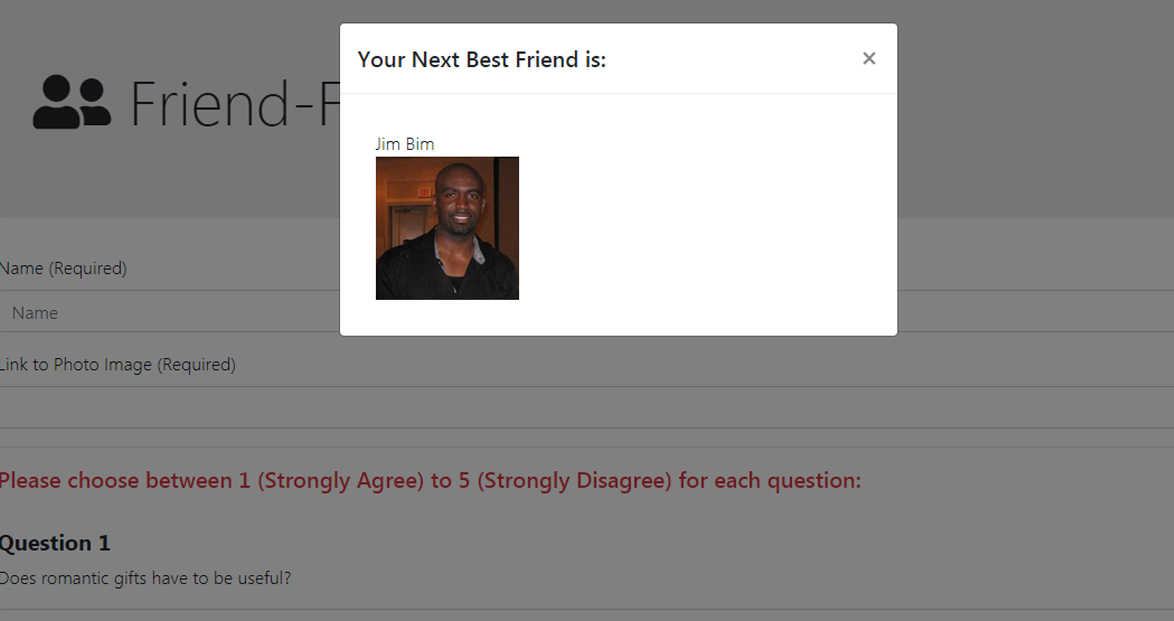 Your Next Best Friend is: ×
Friend-F
Jim Bim
Name (Required)
Name
Link to Photo Image (Required)
Please choose between 1 (Strongly Agree) to 5 (Strongly Disagree) for each question:
Question 1
Does romantic gifts have to be useful?